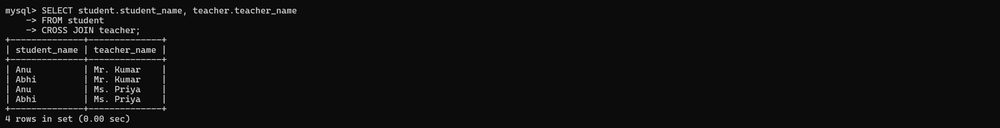 mysql> SELECT student.student_name, teacher.teacher_name
    -> FROM student
    -> CROSS JOIN teacher;
+--------------+--------------+
| student_name | teacher_name |
+--------------+--------------+
| Anu          | Mr. Kumar    |
| Abhi         | Mr. Kumar    |
| Anu          | Ms. Priya    |
| Abhi         | Ms. Priya    |
+--------------+--------------+
4 rows in set (0.00 sec)